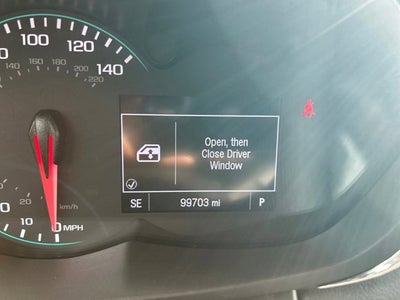 100 120 140
140 160 180 200 220
Open, then
Close Driver
Window
km/h
10 0 MPH
SE 99703 mi P